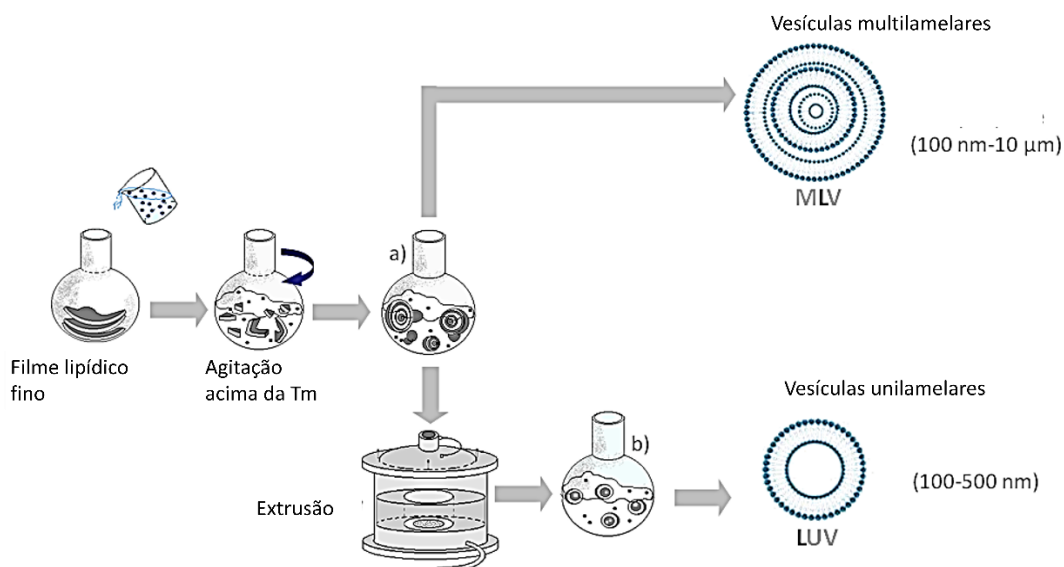 Vesículas multilamelares
(100 nm-10 µm)
MLV
a)
Filme lipídico
fino
Agitação
acima da Tm
Vesículas unilamelares
b)
Extrusão
(100-500 nm)
LUV